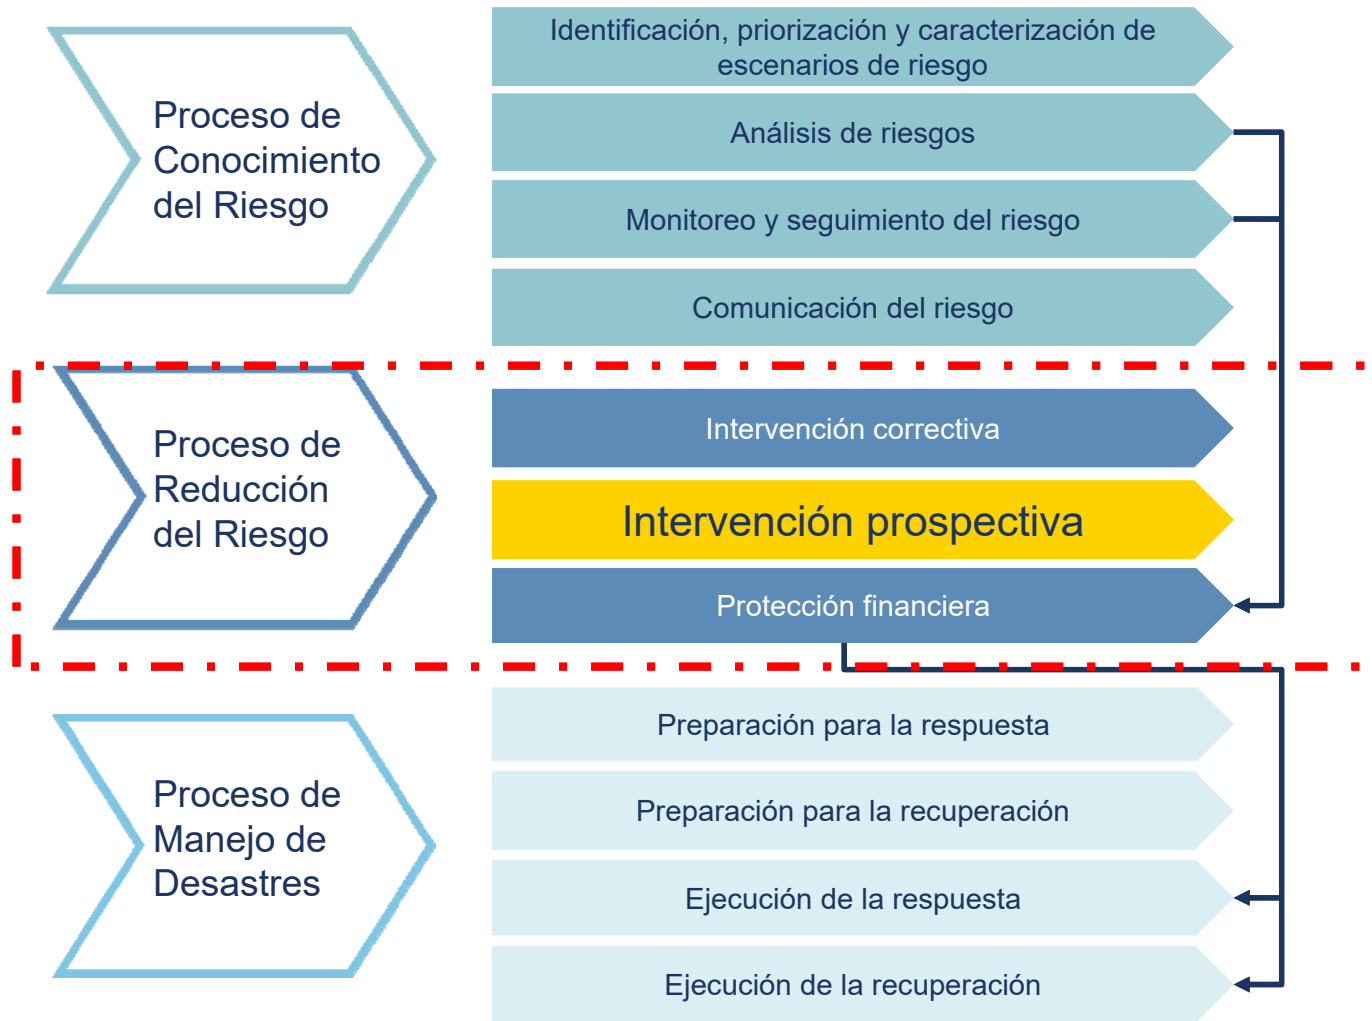 Proceso de
Conocimiento
del Riesgo
Identificación, priorización y caracterización de
escenarios de riesgo
Análisis de riesgos
Monitoreo y seguimiento del riesgo
Comunicación del riesgo
Proceso de
Reducción
del Riesgo
Intervención correctiva
Intervención prospectiva
Protección financiera
Proceso de
Manejo de
Desastres
Preparación para la respuesta
Preparación para la recuperación
Ejecución de la respuesta
Ejecución de la recuperación